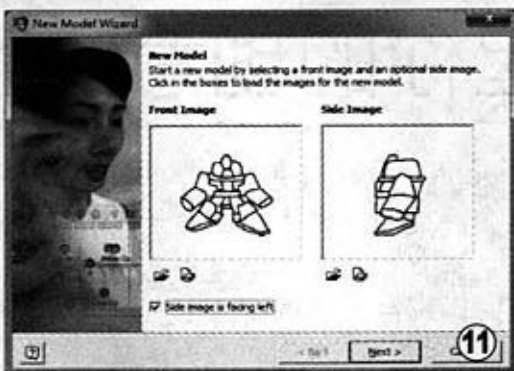 New Model Wizard
New Model
Start a new model by selecting a front image and an optional side image.
Click in the boxes to load the images for the new model.
Front Image
Side Image
Side image is facing left
Next >
11